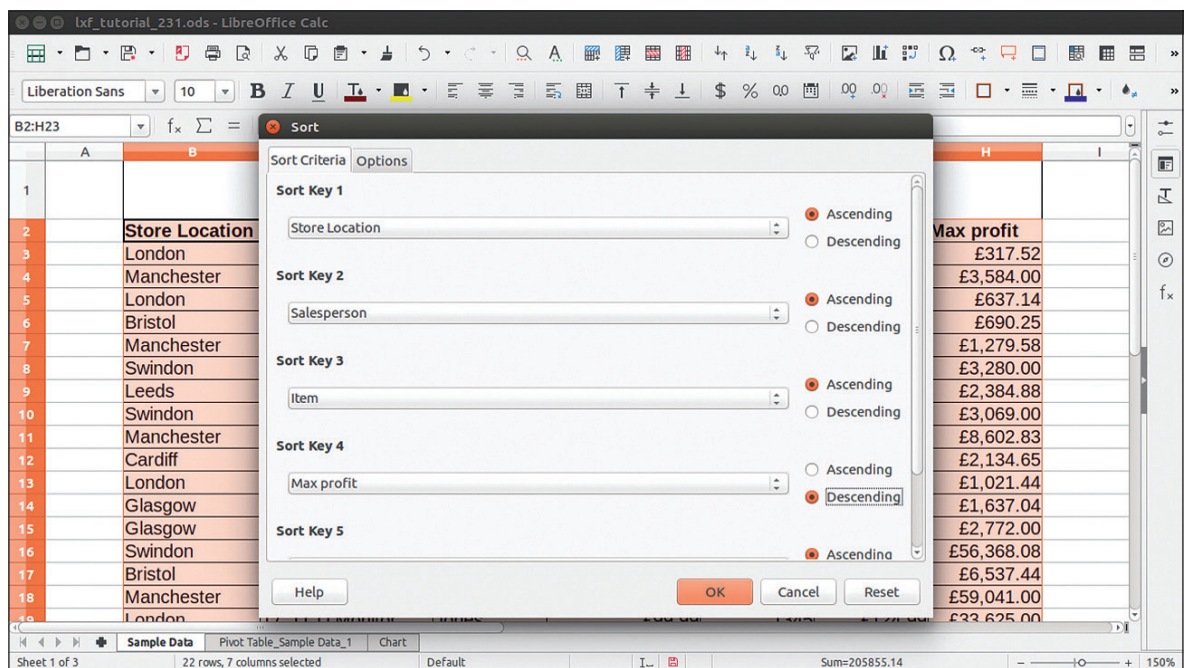 lxf_tutorial_231.ods - LibreOffice Calc
Liberation Sans 10
B2:H23
Sort
A B H I
Sort Criteria Options
Sort Key 1
Store Location
Ascending
Descending
Sort Key 2
Salesperson
Ascending
Descending
Sort Key 3
Item
Ascending
Descending
Sort Key 4
Max profit
Ascending
Descending
Sort Key 5
Ascending
Help OK Cancel Reset
1
2 Store Location Max profit
3 London £317.52
4 Manchester £3,584.00
5 London £637.14
6 Bristol £690.25
7 Manchester £1,279.58
8 Swindon £3,280.00
9 Leeds £2,384.88
10 Swindon £3,069.00
11 Manchester £8,602.83
12 Cardiff £2,134.65
13 London £1,021.44
14 Glasgow £1,637.04
15 Glasgow £2,772.00
16 Swindon £56,368.08
17 Bristol £6,537.44
18 Manchester £59,041.00
19 London £33,625.00
Sample Data Pivot Table_Sample Data_1 Chart
Sheet 1 of 3 22 rows, 7 columns selected Default Sum=205855.14 150%